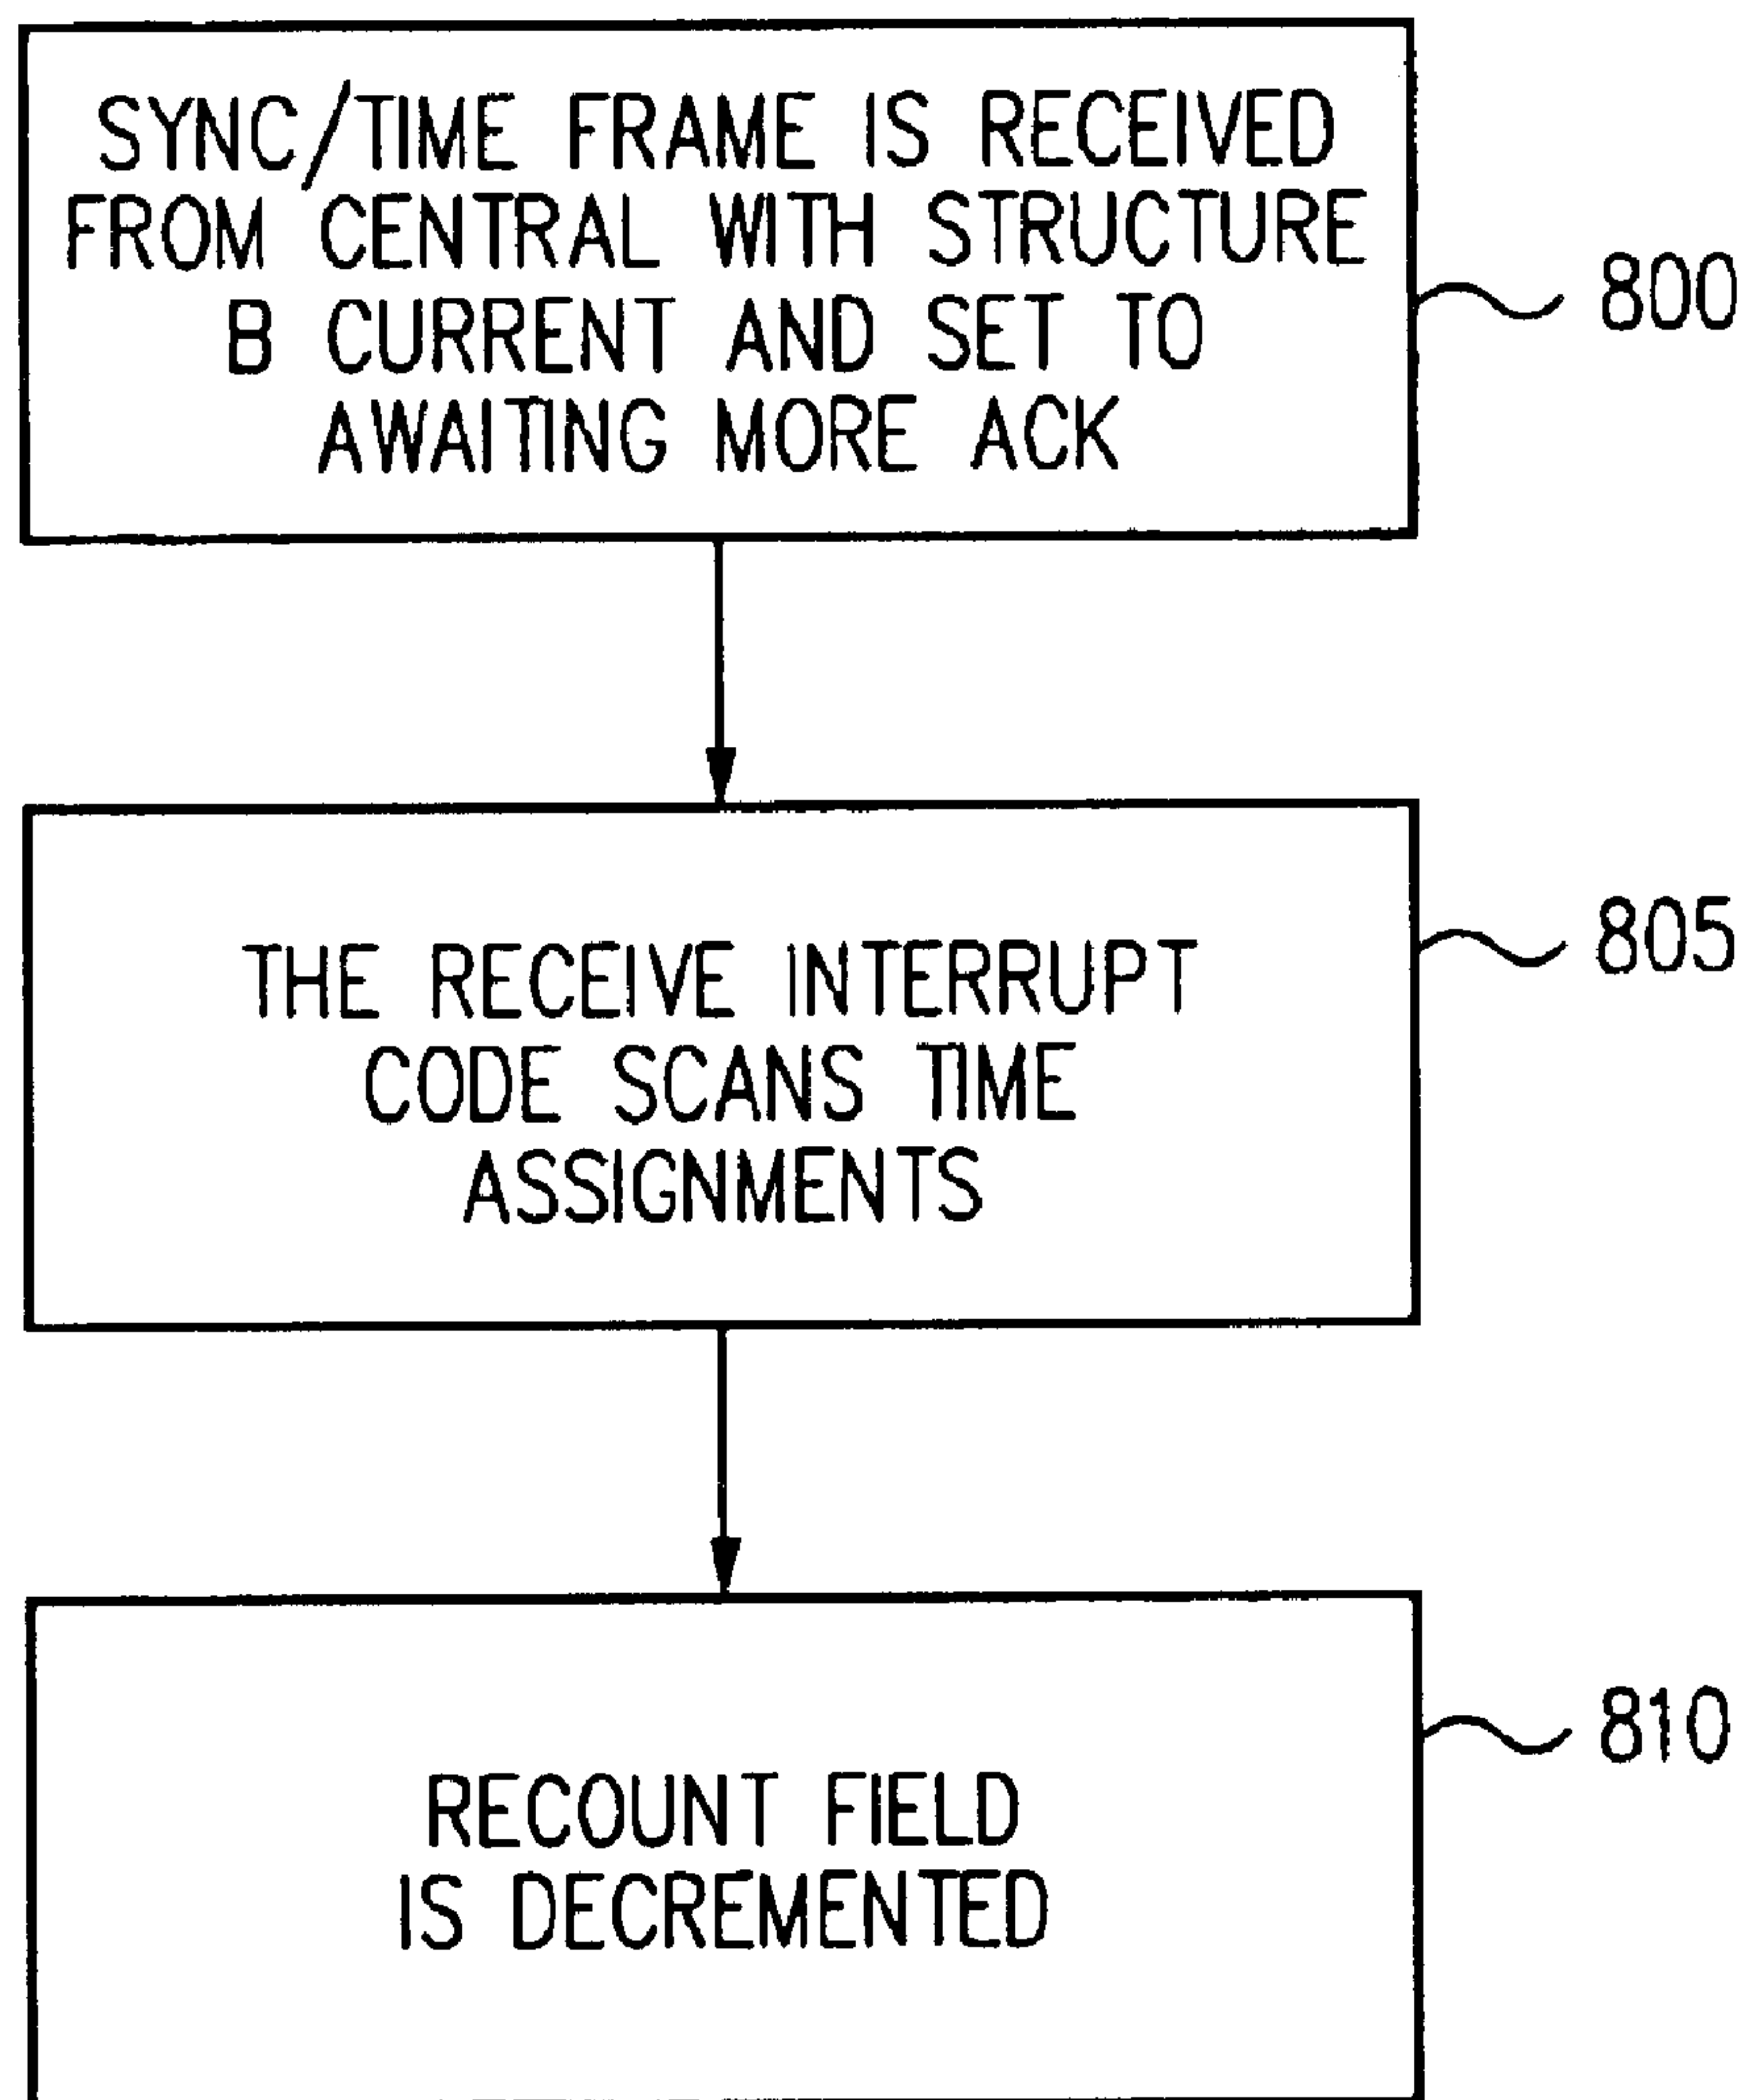 SYNC/TIME FRAME IS RECEIVED
FROM CENTRAL WITH STRUCTURE
B CURRENT AND SET TO
AWAITING MORE ACK
800
THE RECEIVE INTERRUPT
CODE SCANS TIME
ASSIGNMENTS
805
RECOUNT FIELD
IS DECREMENTED
810